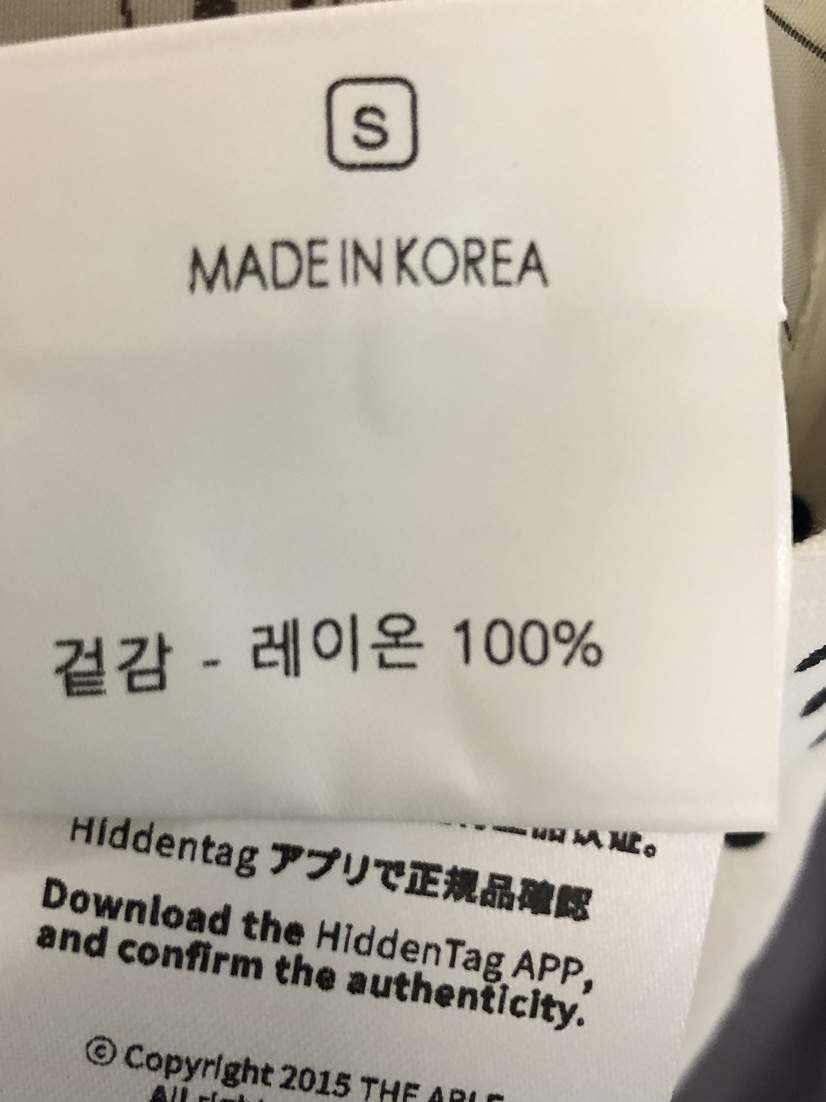 S
MADE IN KOREA
겉감 - 레이온 100%
Hiddentag アプリで正規品確認
Download the HiddenTag APP,
and confirm the authenticity.
© Copyright 2015 THE